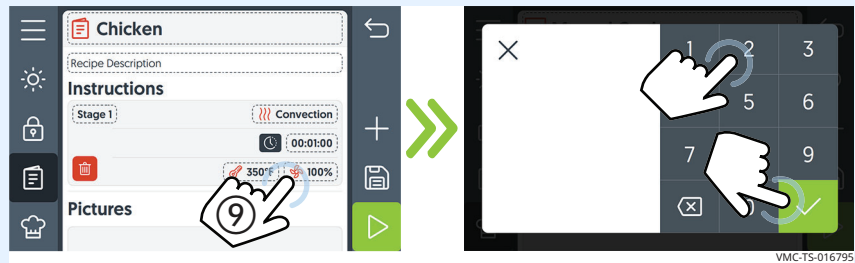 Chicken
Recipe Description
Instructions
Stage 1
Convection
00:01:00
350°F
100%
9
Pictures
1 2 3
5 6
7 9
VMC-TS-016795